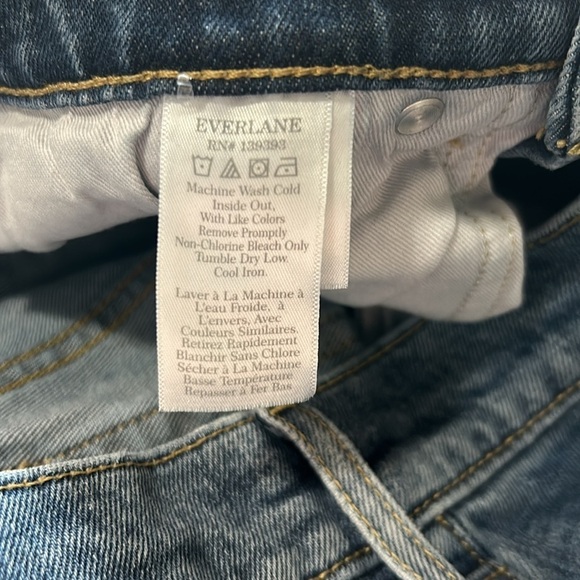 EVERLANE
RN# 139393
Machine Wash Cold
Inside Out,
With Like Colors
Remove Promptly
Non-Chlorine Bleach Only
Tumble Dry Low.
Cool Iron.
Laver à La Machine à
L'eau Froide, à
L'envers, Avec
Couleurs Similaires.
Retirez Rapidement
Blanchir Sans Chlore
Sécher à La Machine
Basse Température
Repasser à Fer Bas